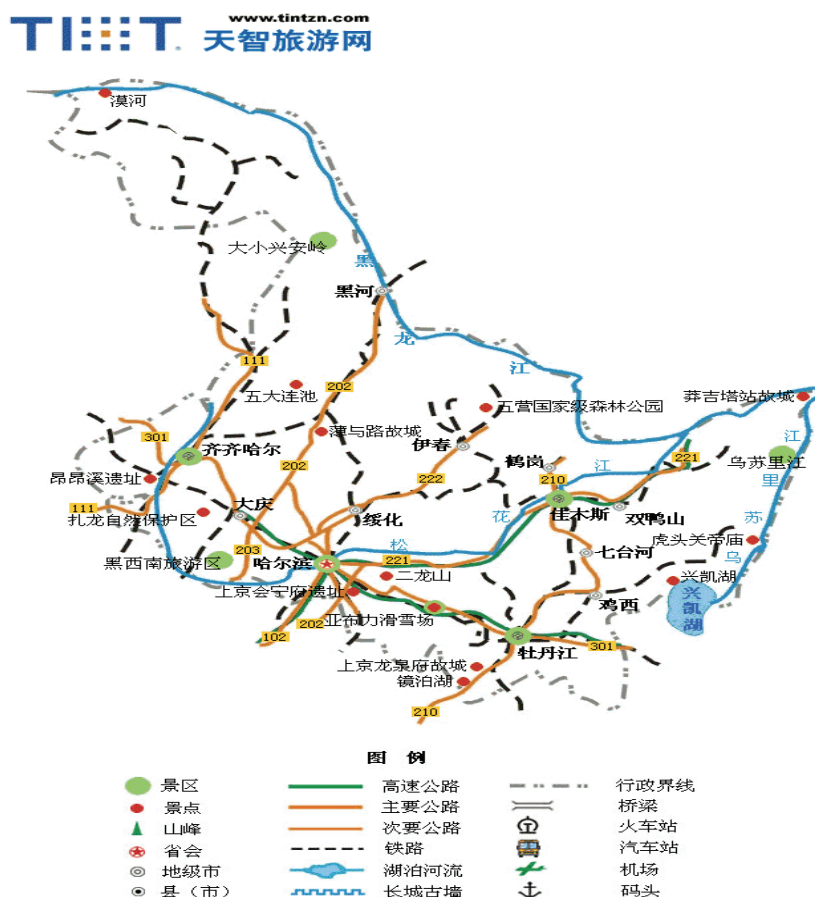 www.tintzn.com
天智旅游网
漠河
大小兴安岭
黑
黑河
龙
江
111
五大连池
202
五营国家级森林公园
莽吉塔站故城
301
蒲与路故城
伊春
江
齐齐哈尔
202
鹤岗
江
221
乌苏里江
昂昂溪遗址
222
210
里
111
扎龙自然保护区
大庆
绥化
花
佳木斯
双鸭山
苏
203
松
七台河
虎头关帝庙
乌
黑西南旅游区
哈尔滨
221
二龙山
兴凯湖
上京会宁府遗址
鸡西
兴凯湖
202
亚布力滑雪场
102
牡丹江
301
上京龙泉府故城
镜泊湖
210
图 例
景区
高速公路
行政界线
景点
主要公路
桥梁
山峰
次要公路
火车站
省会
铁路
汽车站
地级市
湖泊河流
机场
县（市）
长城古墙
码头